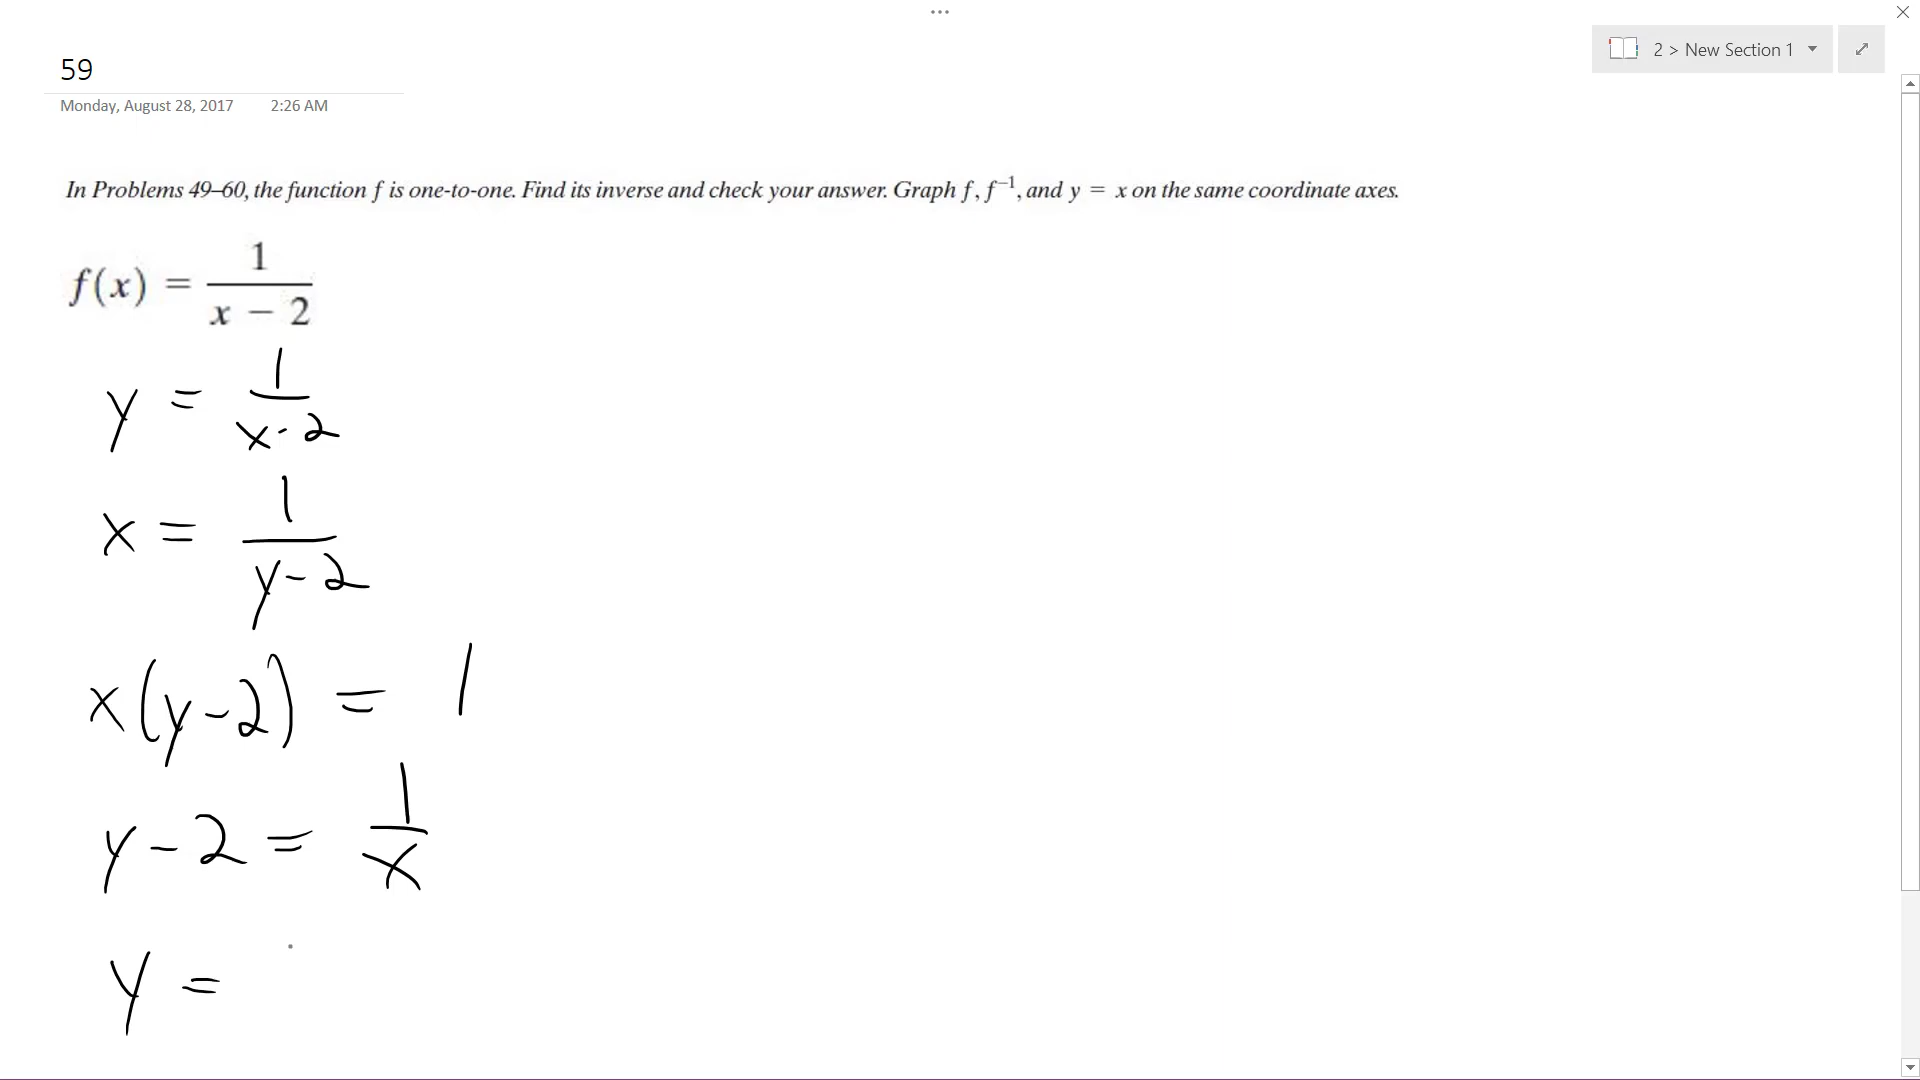 ...
2 > New Section 1
59
Monday, August 28, 2017 2:26 AM
In Problems 49–60, the function f is one-to-one. Find its inverse and check your answer. Graph f, f⁻¹, and y = x on the same coordinate axes.
f(x) = 1/(x − 2)
y = 1/(x - 2)
x = 1/(y - 2)
x(y - 2) = 1
y - 2 = 1/x
y =